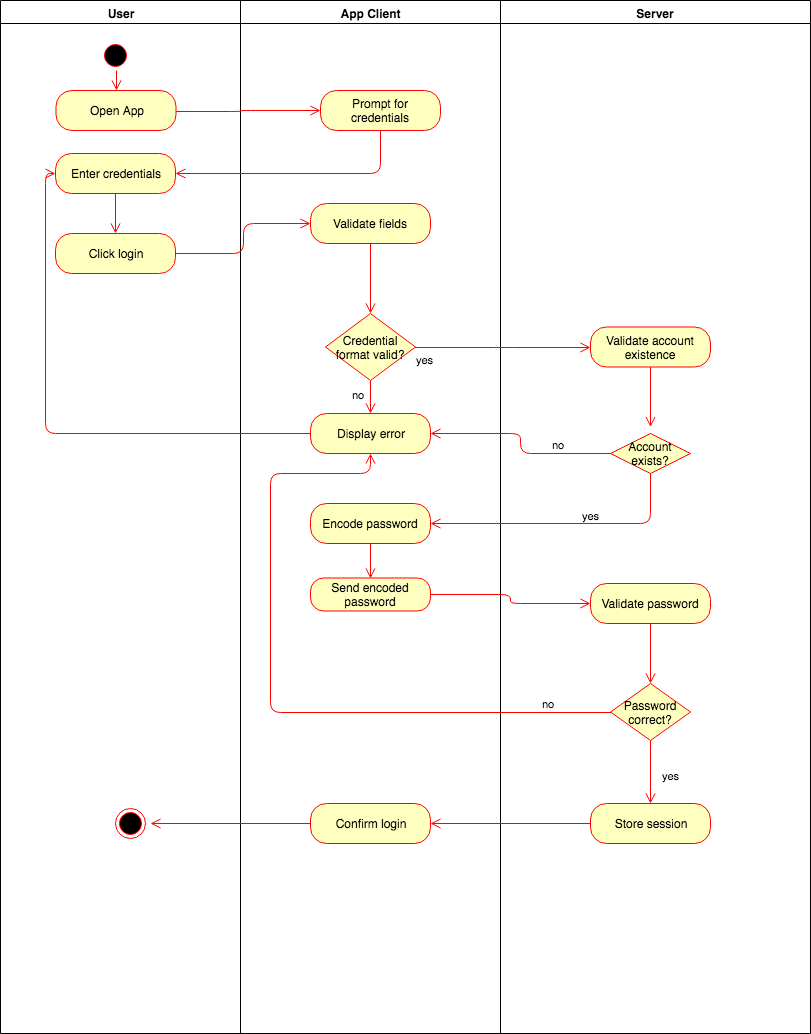 User
App Client
Server
Open App
Prompt for
credentials
Enter credentials
Click login
Validate fields
Credential
format valid?
yes
Validate account
existence
no
Display error
no
Account
exists?
Encode password
yes
Send encoded
password
Validate password
no
Password
correct?
yes
Confirm login
Store session